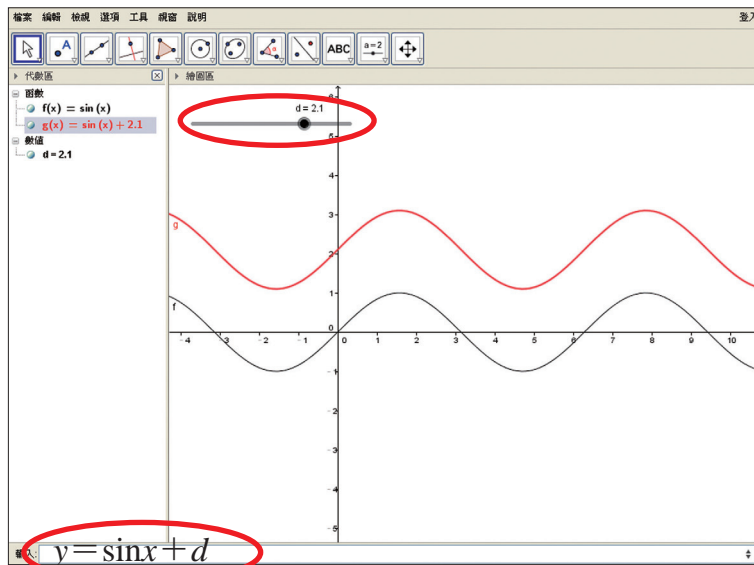 檔案 編輯 檢視 選項 工具 視窗 說明
登入
A
α
ABC
a=2
代數區
繪圖區
函數
f(x) = sin (x)
g(x) = sin (x) + 2.1
數值
d = 2.1
d = 2.1
6
5
4
3
2
1
0
-4 -3 -2 -1 0 1 2 3 4 5 6 7 8 9 10
-1
-2
-3
-4
-5
g
f
輸入: y=sinx+d